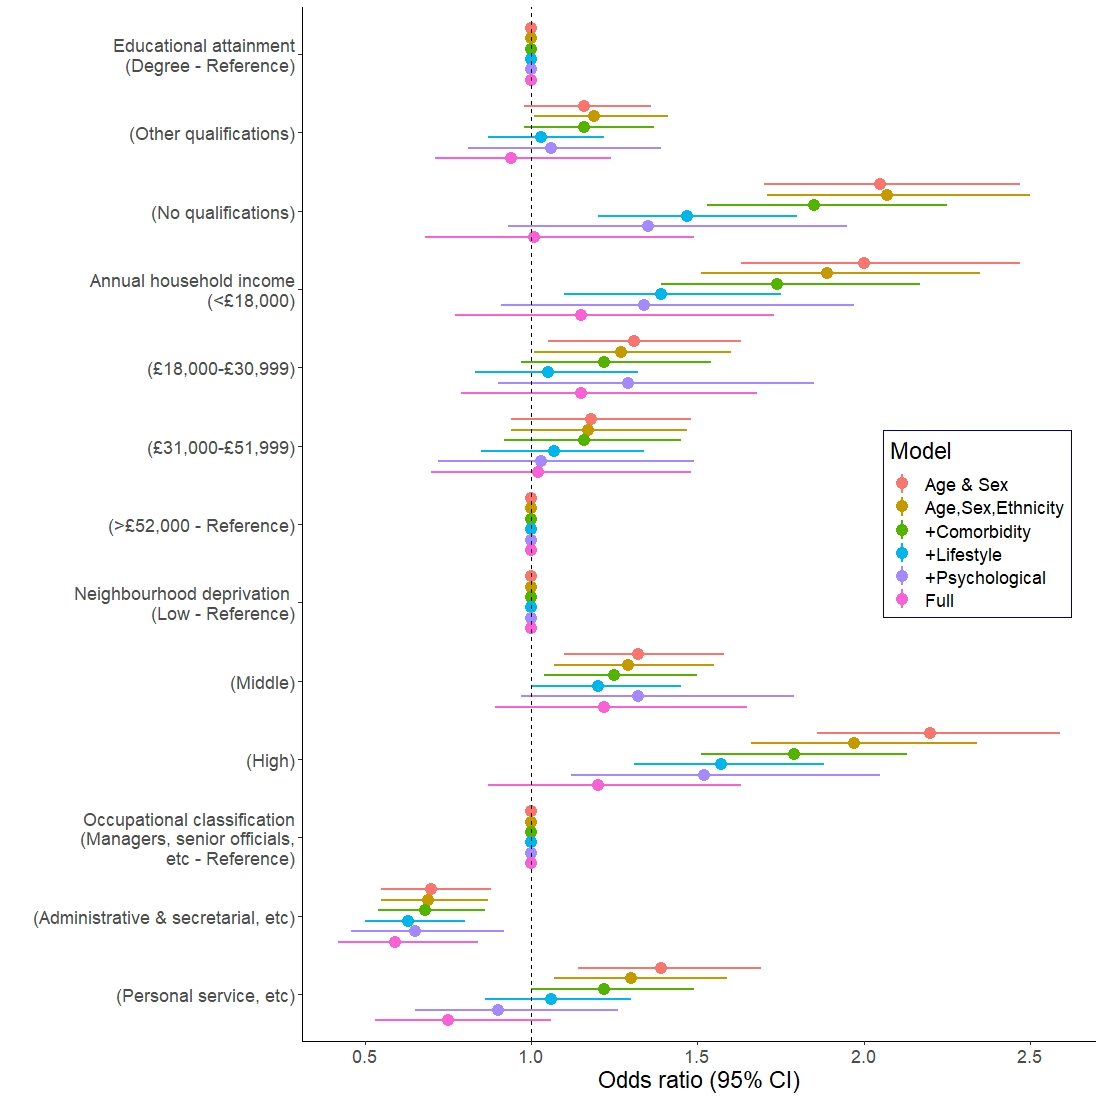 Educational attainment
(Degree - Reference)
(Other qualifications)
(No qualifications)
Annual household income
(<£18,000)
(£18,000-£30,999)
(£31,000-£51,999)
(>£52,000 - Reference)
Neighbourhood deprivation
(Low - Reference)
(Middle)
(High)
Occupational classification
(Managers, senior officials,
etc - Reference)
(Administrative & secretarial, etc)
(Personal service, etc)
Model
Age & Sex
Age,Sex,Ethnicity
+Comorbidity
+Lifestyle
+Psychological
Full
0.5 1.0 1.5 2.0 2.5
Odds ratio (95% CI)